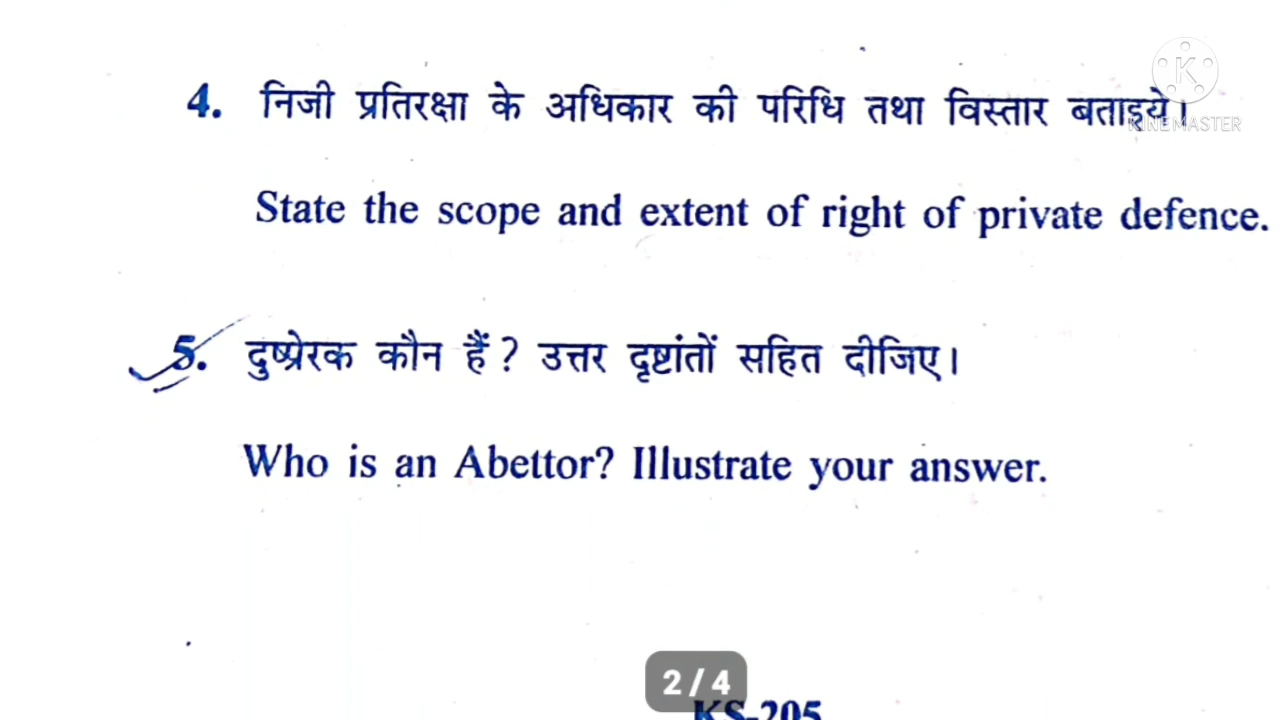 K
KINEMASTER
4. निजी प्रतिरक्षा के अधिकार की परिधि तथा विस्तार बताइये।
State the scope and extent of right of private defence.
5. दुष्प्रेरक कौन हैं? उत्तर दृष्टांतों सहित दीजिए।
Who is an Abettor? Illustrate your answer.
2/4
KS-205